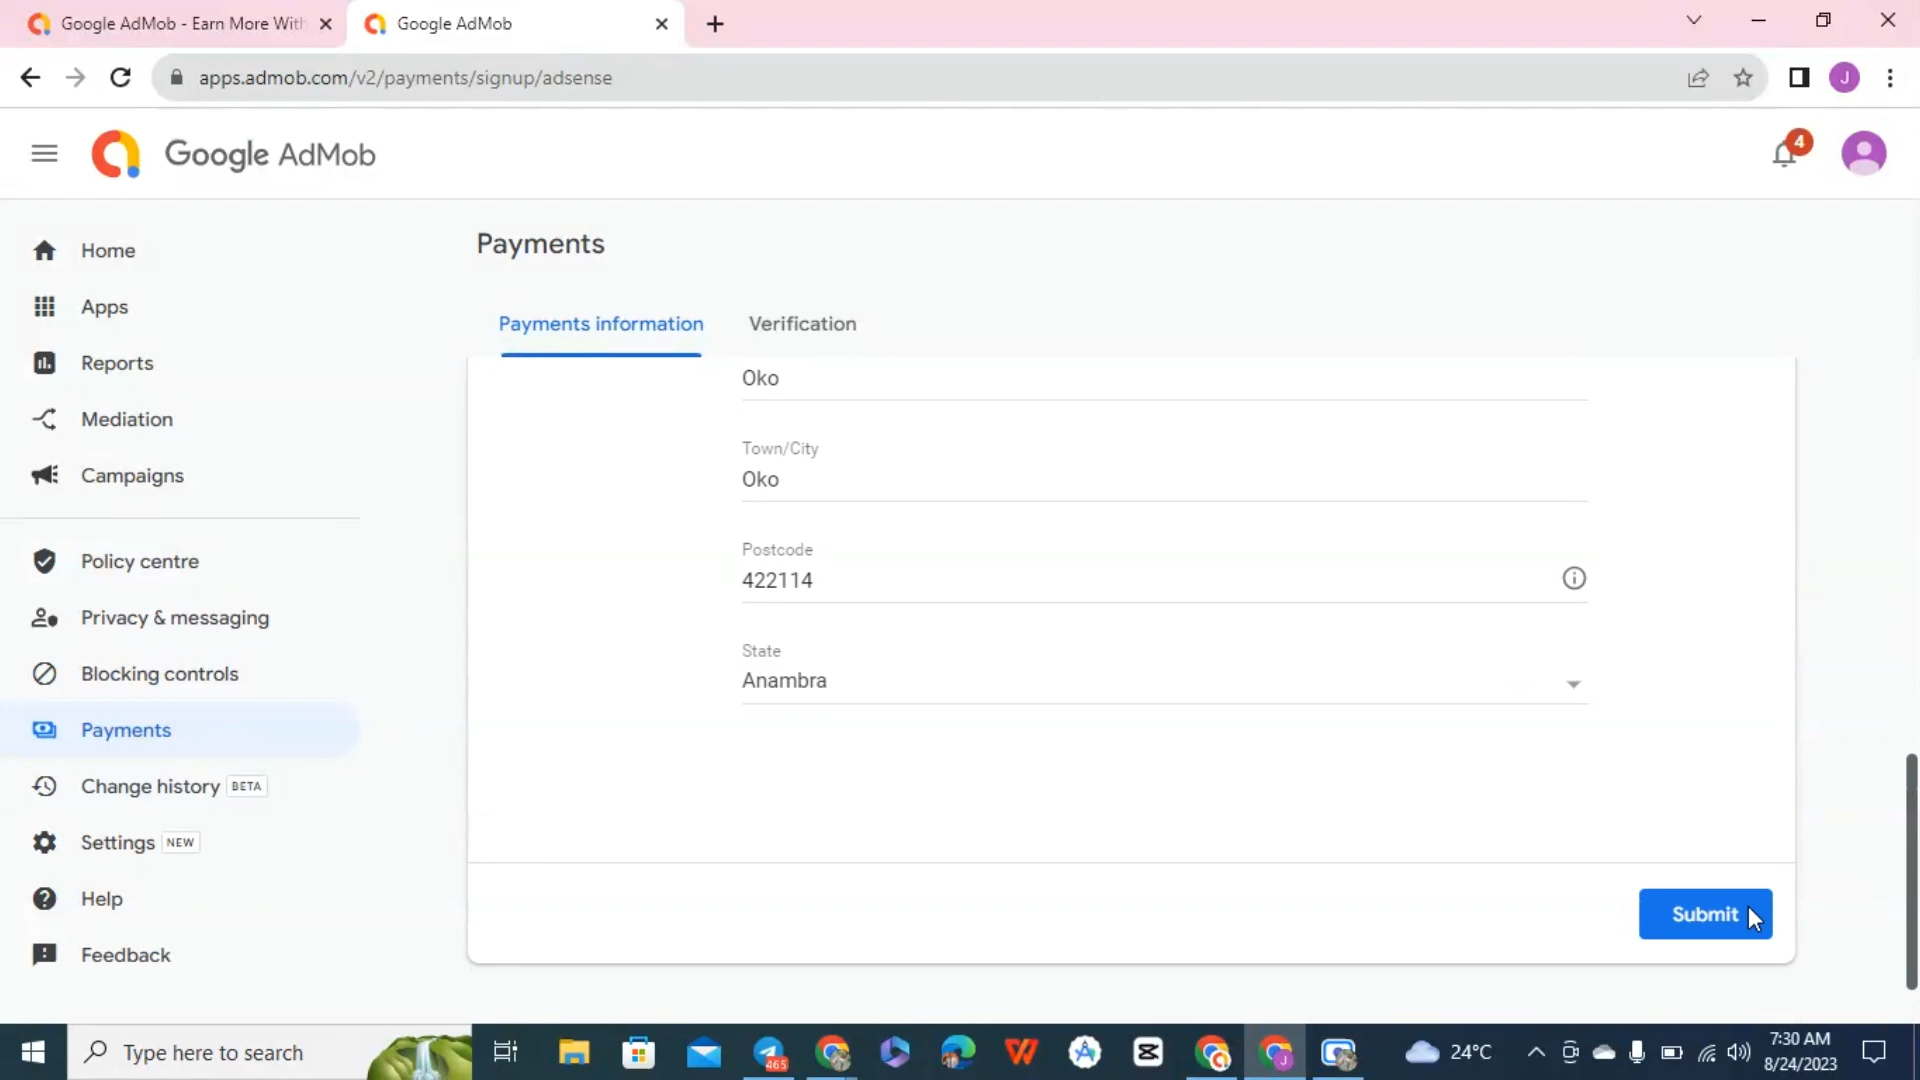 Google AdMob - Earn More With
Google AdMob
apps.admob.com/v2/payments/signup/adsense
J
Google AdMob
4
Home
Apps
Reports
Mediation
Campaigns
Policy centre
Privacy & messaging
Blocking controls
Payments
Change history BETA
Settings NEW
Help
Feedback
Payments
Payments information
Verification
Oko
Town/City
Oko
Postcode
422114
State
Anambra
Submit
Type here to search
465
24°C
7:30 AM
8/24/2023